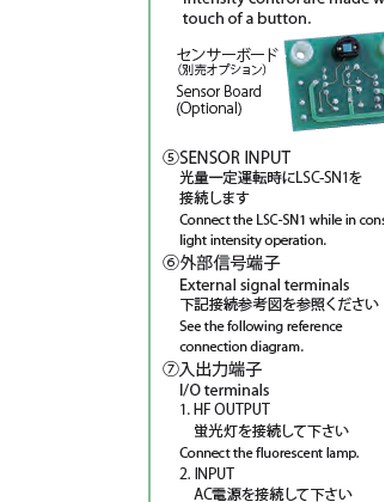 intensity control are made
touch of a button.
センサーボード
(別売オプション)
Sensor Board
(Optional)
⑤SENSOR INPUT
光量一定運転時にLSC-SN1を
接続します
Connect the LSC-SN1 while in
light intensity operation.
⑥外部信号端子
External signal terminals
下記接続参考図を参照ください
See the following reference
connection diagram.
⑦入出力端子
I/O terminals
1. HF OUTPUT
蛍光灯を接続して下さい
Connect the fluorescent lamp.
2. INPUT
AC電源を接続して下さい